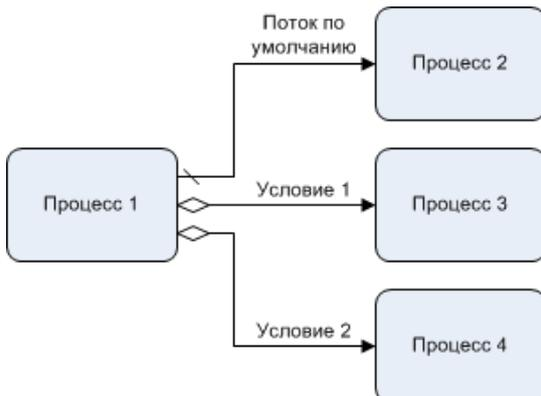 Поток по
умолчанию
Процесс 2
Процесс 1
Условие 1
Процесс 3
Условие 2
Процесс 4